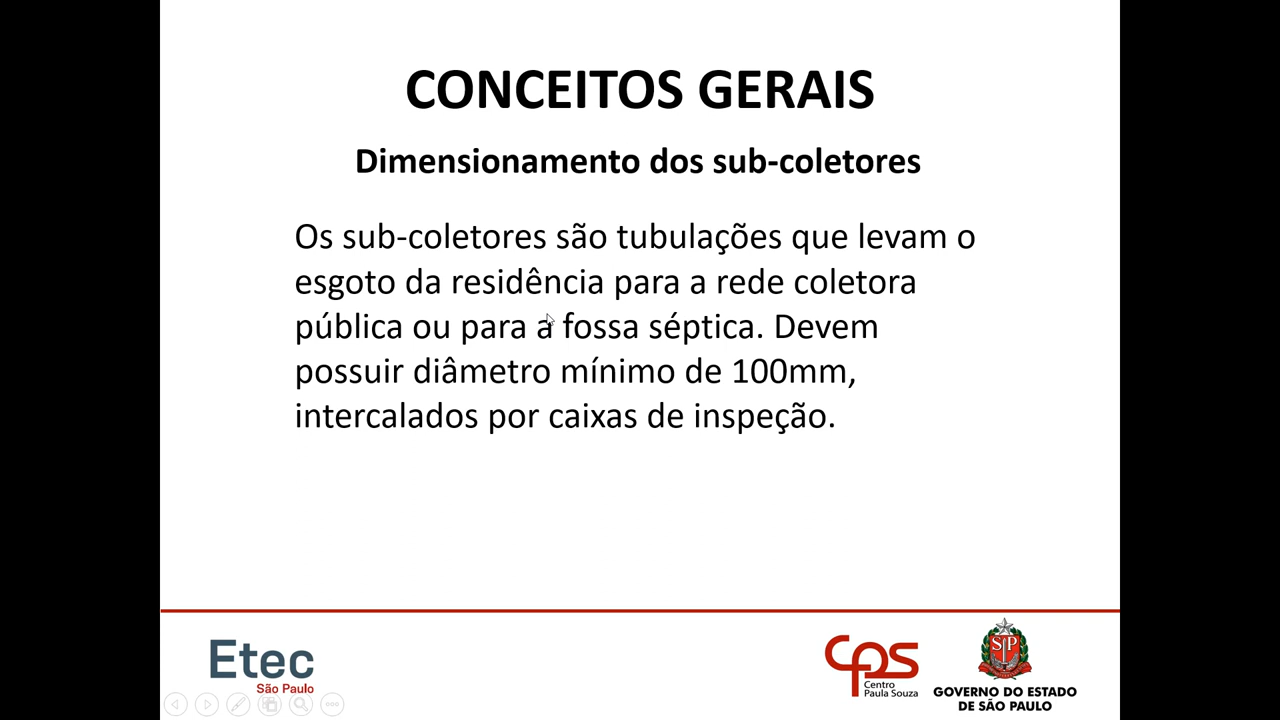 CONCEITOS GERAIS
Dimensionamento dos sub-coletores
Os sub-coletores são tubulações que levam o
esgoto da residência para a rede coletora
pública ou para a fossa séptica. Devem
possuir diâmetro mínimo de 100mm,
intercalados por caixas de inspeção.
Etec
São Paulo
cps
Centro
Paula Souza
SP
GOVERNO DO ESTADO
DE SÃO PAULO